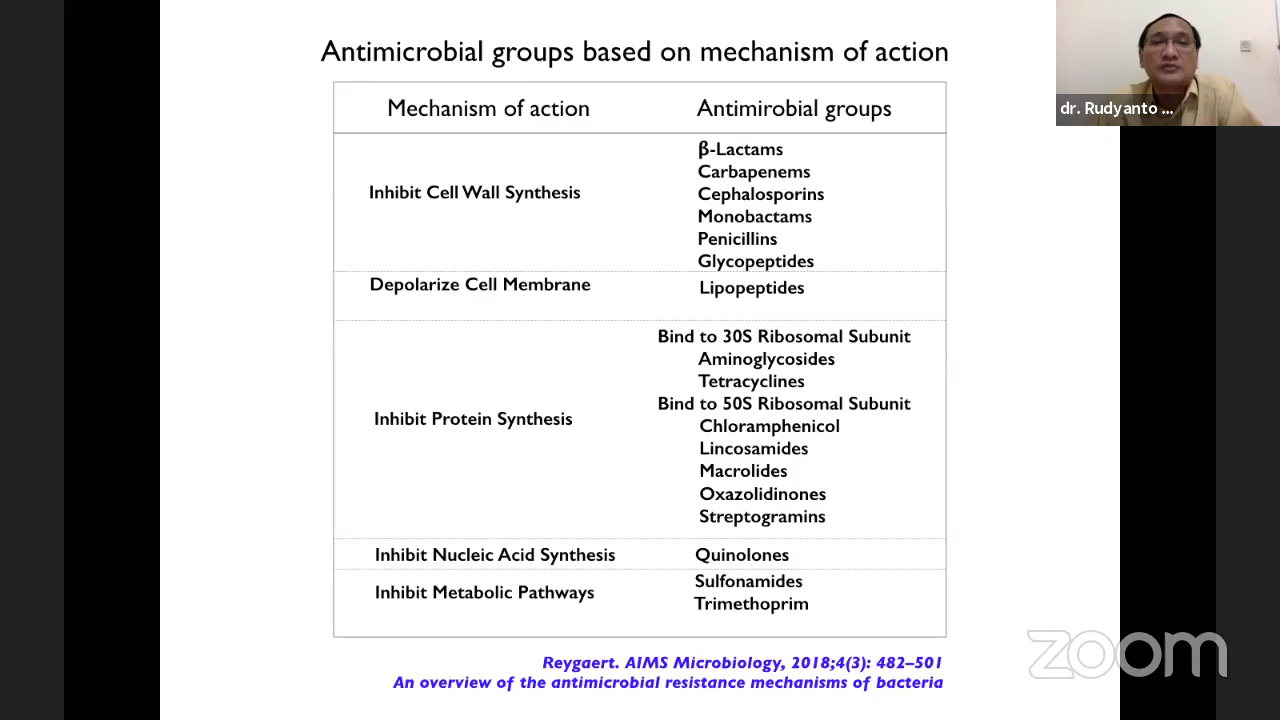 Antimicrobial groups based on mechanism of action
dr. Rudyanto ...
Mechanism of action Antimirobial groups
Inhibit Cell Wall Synthesis
β-Lactams
Carbapenems
Cephalosporins
Monobactams
Penicillins
Glycopeptides
Depolarize Cell Membrane
Lipopeptides
Inhibit Protein Synthesis
Bind to 30S Ribosomal Subunit
Aminoglycosides
Tetracyclines
Bind to 50S Ribosomal Subunit
Chloramphenicol
Lincosamides
Macrolides
Oxazolidinones
Streptogramins
Inhibit Nucleic Acid Synthesis Quinolones
Inhibit Metabolic Pathways
Sulfonamides
Trimethoprim
Reygaert. AIMS Microbiology, 2018;4(3): 482–501
An overview of the antimicrobial resistance mechanisms of bacteria
zoom